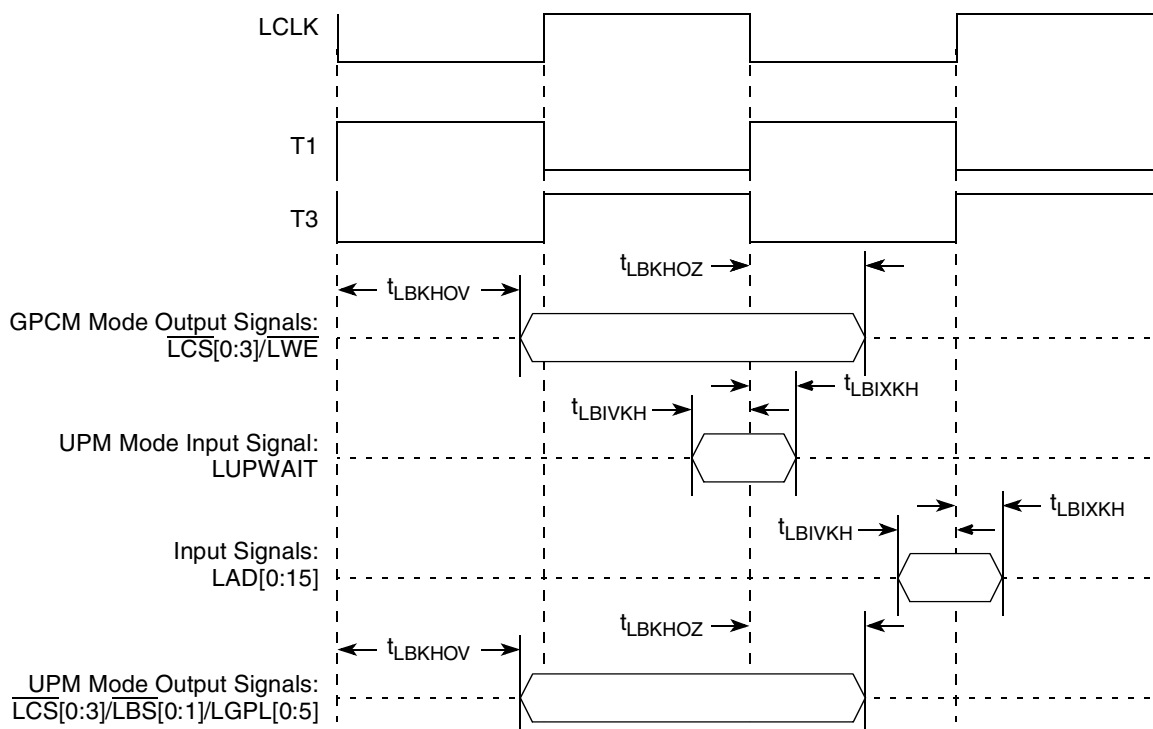 LCLK
T1
T3
tLBKHOZ
tLBKHOV
GPCM Mode Output Signals:
LCS[0:3]/LWE
tLBIXKH
tLBIVKH
UPM Mode Input Signal:
LUPWAIT
tLBIXKH
tLBIVKH
Input Signals:
LAD[0:15]
tLBKHOZ
tLBKHOV
UPM Mode Output Signals:
LCS[0:3]/LBS[0:1]/LGPL[0:5]